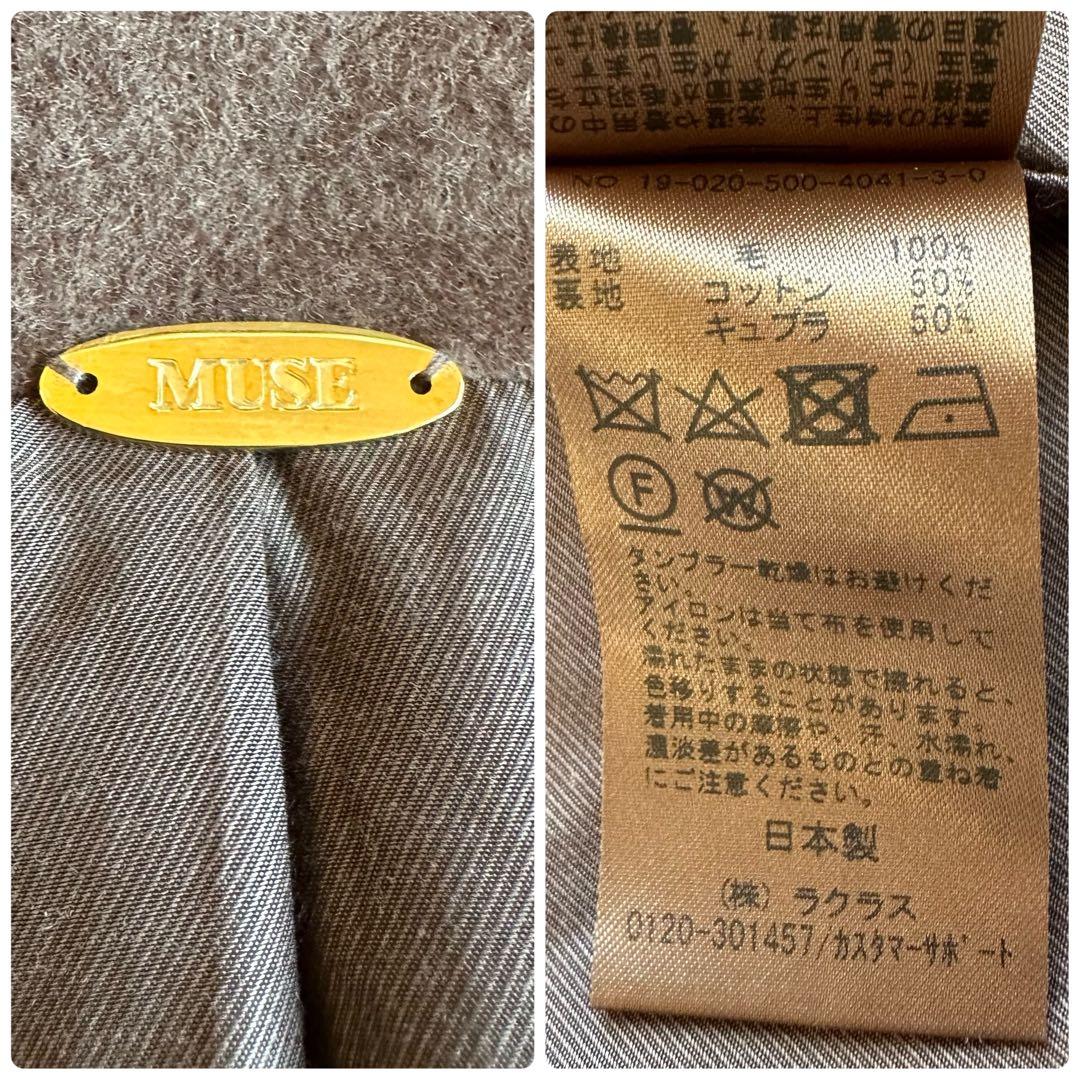 MUSE
NO 19-020-500-4041-3-0
表地 毛 100%
裏地 コットン 50%
キュプラ 50%
F
W
タンブラー乾燥はお避けくだ
さい。
アイロンは当て布を使用して
ください。
濡れたままの状態で擦れると、
色移りすることがあります。
着用中の摩擦や、汗、水濡れ、
濃淡差があるものとの重ね着
にご注意ください。
日本製
(株) ラクラス
0120-301457/カスタマーサポート